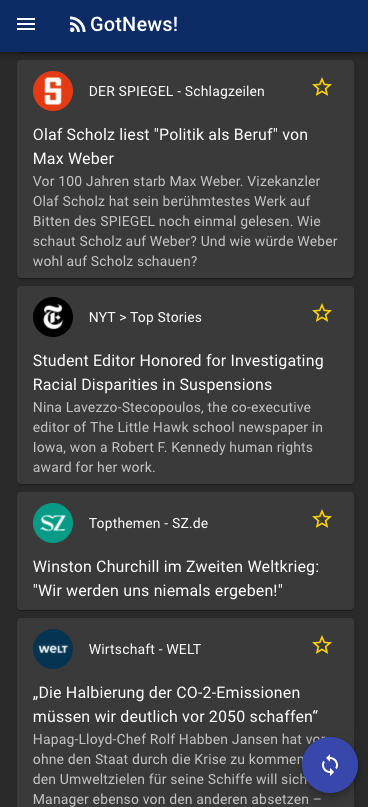 GotNews!
S
DER SPIEGEL - Schlagzeilen
Olaf Scholz liest "Politik als Beruf" von
Max Weber
Vor 100 Jahren starb Max Weber. Vizekanzler
Olaf Scholz hat sein berühmtestes Werk auf
Bitten des SPIEGEL noch einmal gelesen. Wie
schaut Scholz auf Weber? Und wie würde Weber
wohl auf Scholz schauen?
T
NYT > Top Stories
Student Editor Honored for Investigating
Racial Disparities in Suspensions
Nina Lavezzo-Stecopoulos, the co-executive
editor of The Little Hawk school newspaper in
Iowa, won a Robert F. Kennedy human rights
award for her work.
SZ
Topthemen - SZ.de
Winston Churchill im Zweiten Weltkrieg:
"Wir werden uns niemals ergeben!"
WELT
Wirtschaft - WELT
„Die Halbierung der CO-2-Emissionen
müssen wir deutlich vor 2050 schaffen“
Hapag-Lloyd-Chef Rolf Habben Jansen hat vor
ohne den Staat durch die Krise zu kommen
den Umweltzielen für seine Schiffe will sich
Manager ebenso von den anderen absetzen –